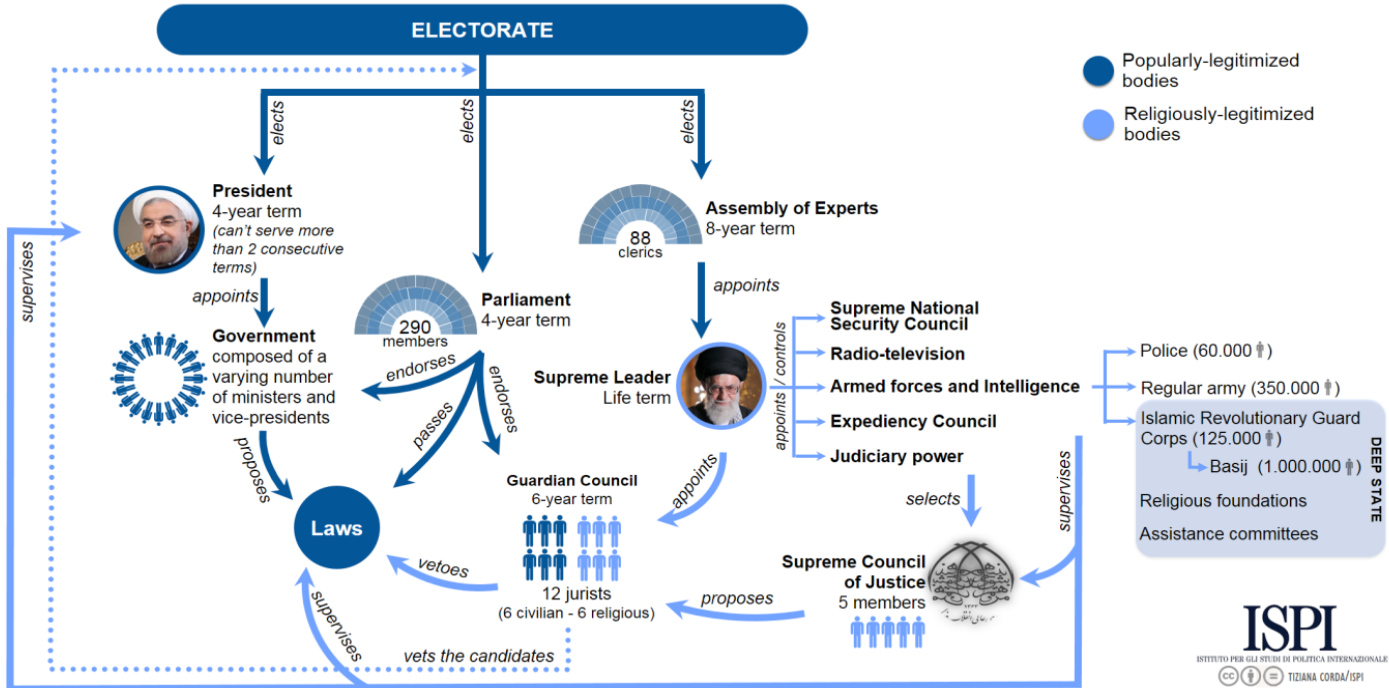 ELECTORATE
Popularly-legitimized
bodies
Religiously-legitimized
bodies
elects
elects
elects
President
4-year term
(can't serve more
than 2 consecutive
terms)
88
clerics
Assembly of Experts
8-year term
supervises
appoints
appoints
290
members
Parliament
4-year term
Government
composed of a
varying number
of ministers and
vice-presidents
endorses
passes
endorses
proposes
Supreme Leader
Life term
appoints / controls
Supreme National
Security Council
Radio-television
Armed forces and Intelligence
Expediency Council
Judiciary power
Police (60.000)
Regular army (350.000)
Islamic Revolutionary Guard
Corps (125.000)
Basij (1.000.000)
Religious foundations
Assistance committees
DEEP STATE
appoints
selects
supervises
Guardian Council
6-year term
12 jurists
(6 civilian - 6 religious)
Laws
vetoes
supervises
vets the candidates
proposes
Supreme Council
of Justice
5 members
ISPI
ISTITUTO PER GLI STUDI DI POLITICA INTERNAZIONALE
CC TIZIANA CORDA/ISPI